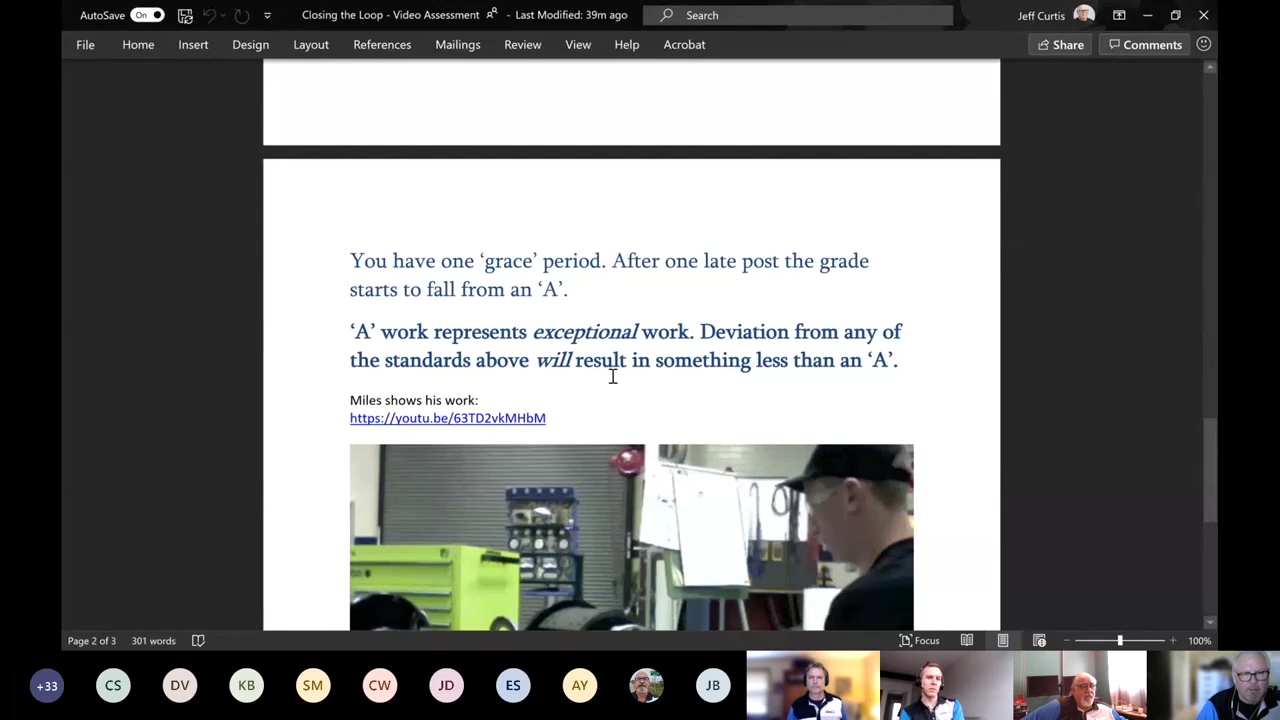 AutoSave On Closing the Loop - Video Assessment • Last Modified: 39m ago Search Jeff Curtis
File Home Insert Design Layout References Mailings Review View Help Acrobat Share Comments
You have one ‘grace’ period. After one late post the grade
starts to fall from an ‘A’.
‘A’ work represents exceptional work. Deviation from any of
the standards above will result in something less than an ‘A’.
Miles shows his work:
https://youtu.be/63TD2vkMHbM
Page 2 of 3 301 words Focus 100%
+33 CS DV KB SM CW JD ES AY JB